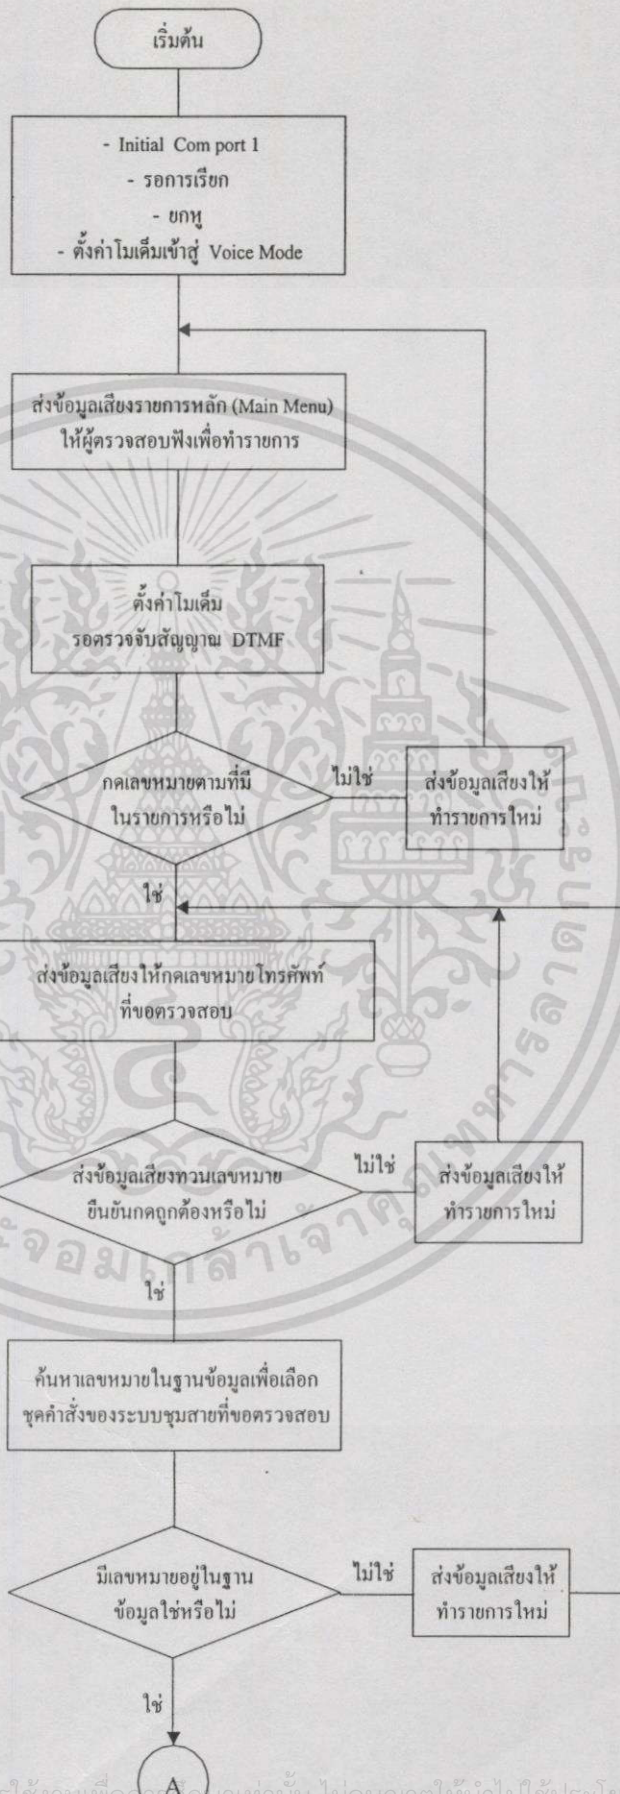 เริ่มต้น
- Initial Com port 1
- รอการเรียก
- ยกหู
- ตั้งค่าโมเด็มเข้าสู่ Voice Mode
ส่งข้อมูลเสียงรายการหลัก (Main Menu)
ให้ผู้ตรวจสอบฟังเพื่อทำรายการ
ตั้งค่าโมเด็ม
รอตรวจจับสัญญาณ DTMF
กดเลขหมายตามที่มี
ในรายการหรือไม่
ไม่ใช่
ส่งข้อมูลเสียงให้
ทำรายการใหม่
ใช่
ส่งข้อมูลเสียงให้กดเลขหมายโทรศัพท์
ที่ขอตรวจสอบ
ส่งข้อมูลเสียงทวนเลขหมาย
ยืนยันกดถูกต้องหรือไม่
ไม่ใช่
ส่งข้อมูลเสียงให้
ทำรายการใหม่
ใช่
ค้นหาเลขหมายในฐานข้อมูลเพื่อเลือก
ชุดคำสั่งของระบบชุมสายที่ขอตรวจสอบ
มีเลขหมายอยู่ในฐาน
ข้อมูลใช่หรือไม่
ไม่ใช่
ส่งข้อมูลเสียงให้
ทำรายการใหม่
ใช่
A